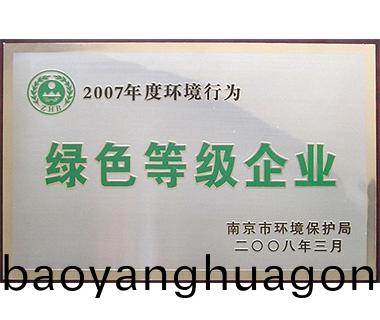 ZHB
2007年度环境行为
绿色等级企业
南京市环境保护局
二〇〇八年三月
baoyanghuagon